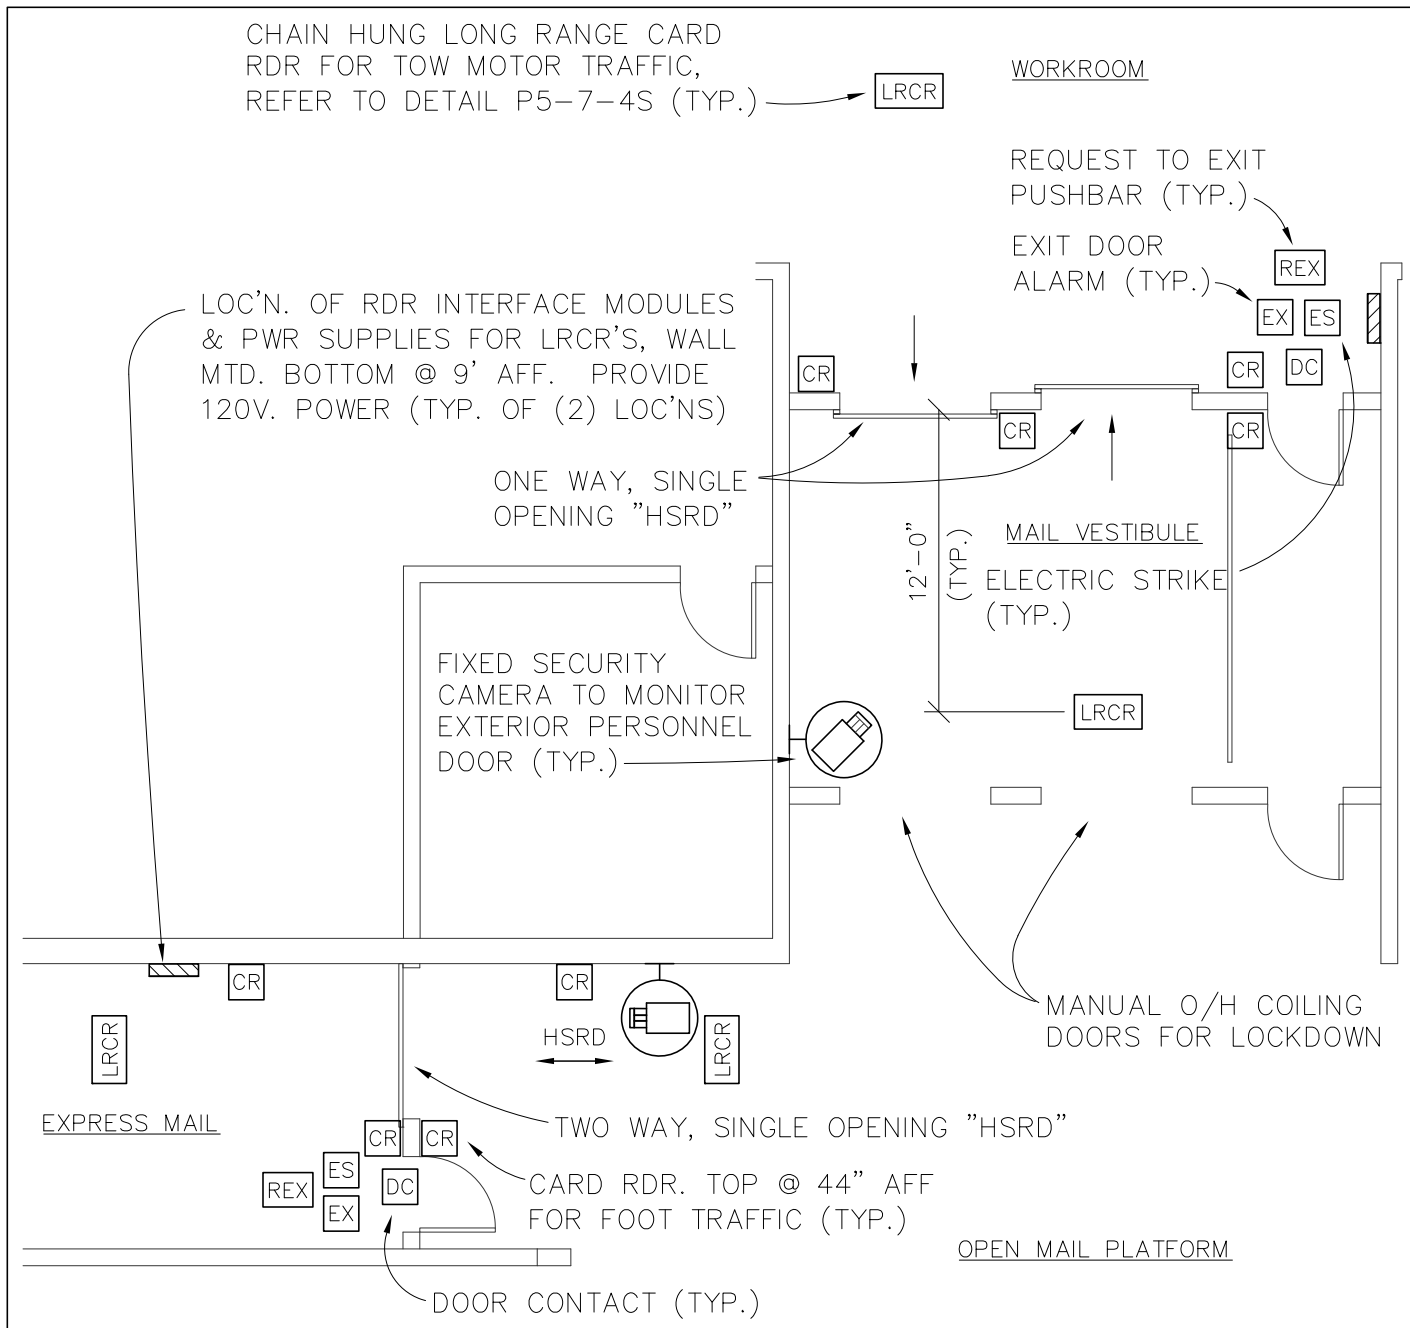 CHAIN HUNG LONG RANGE CARD
RDR FOR TOW MOTOR TRAFFIC,
REFER TO DETAIL P5-7-4S (TYP.)
LRCR
WORKROOM
REQUEST TO EXIT
PUSHBAR (TYP.)
REX
EXIT DOOR
ALARM (TYP.)
EX
ES
DC
CR
CR
CR
CR
LOC'N. OF RDR INTERFACE MODULES
& PWR SUPPLIES FOR LRCR'S, WALL
MTD. BOTTOM @ 9' AFF. PROVIDE
120V. POWER (TYP. OF (2) LOC'NS)
ONE WAY, SINGLE
OPENING "HSRD"
12'-0"
(TYP.)
MAIL VESTIBULE
ELECTRIC STRIKE
(TYP.)
FIXED SECURITY
CAMERA TO MONITOR
EXTERIOR PERSONNEL
DOOR (TYP.)
LRCR
MANUAL O/H COILING
DOORS FOR LOCKDOWN
CR
CR
LRCR
HSRD
LRCR
EXPRESS MAIL
TWO WAY, SINGLE OPENING "HSRD"
CR
CR
ES
REX
DC
EX
CARD RDR. TOP @ 44" AFF
FOR FOOT TRAFFIC (TYP.)
OPEN MAIL PLATFORM
DOOR CONTACT (TYP.)